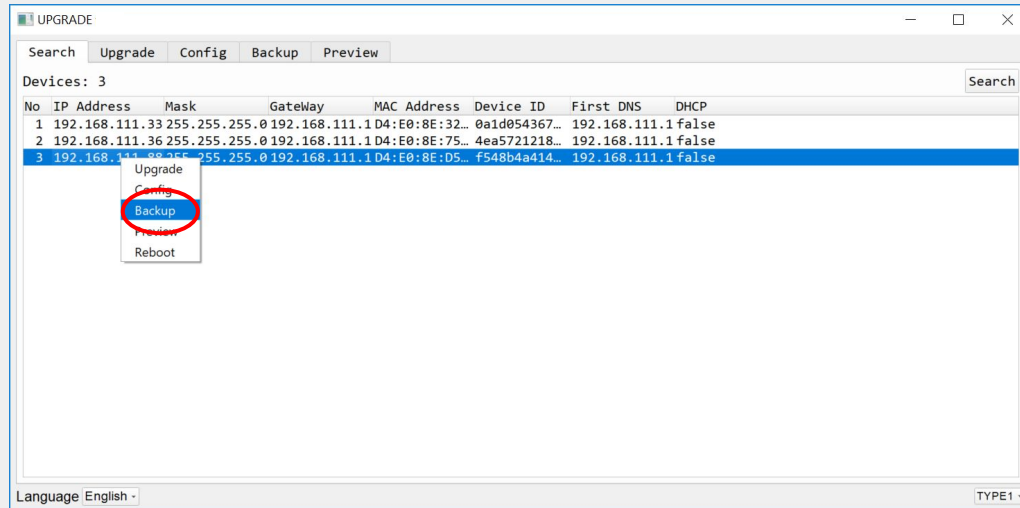 UPGRADE
Search Upgrade Config Backup Preview
Devices: 3 Search
No IP Address Mask GateWay MAC Address Device ID First DNS DHCP
1 192.168.111.33 255.255.255.0 192.168.111.1 D4:E0:8E:32… 0a1d054367… 192.168.111.1 false
2 192.168.111.36 255.255.255.0 192.168.111.1 D4:E0:8E:75… 4ea5721218… 192.168.111.1 false
3 192.168.111.88 255.255.255.0 192.168.111.1 D4:E0:8E:D5… f548b4a414… 192.168.111.1 false
Upgrade
Config
Backup
Preview
Reboot
Language English TYPE1